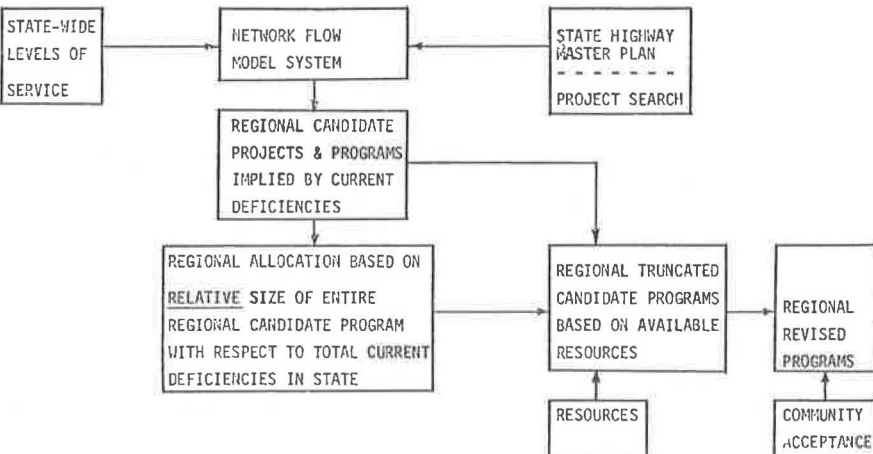 STATE-WIDE
LEVELS OF
SERVICE
NETWORK FLOW
MODEL SYSTEM
STATE HIGHWAY
MASTER PLAN
- - - - - - -
PROJECT SEARCH
REGIONAL CANDIDATE
PROJECTS & PROGRAMS
IMPLIED BY CURRENT
DEFICIENCIES
REGIONAL ALLOCATION BASED ON
RELATIVE SIZE OF ENTIRE
REGIONAL CANDIDATE PROGRAM
WITH RESPECT TO TOTAL CURRENT
DEFICIENCIES IN STATE
REGIONAL TRUNCATED
CANDIDATE PROGRAMS
BASED ON AVAILABLE
RESOURCES
REGIONAL
REVISED
PROGRAMS
RESOURCES
COMMUNITY
ACCEPTANCE